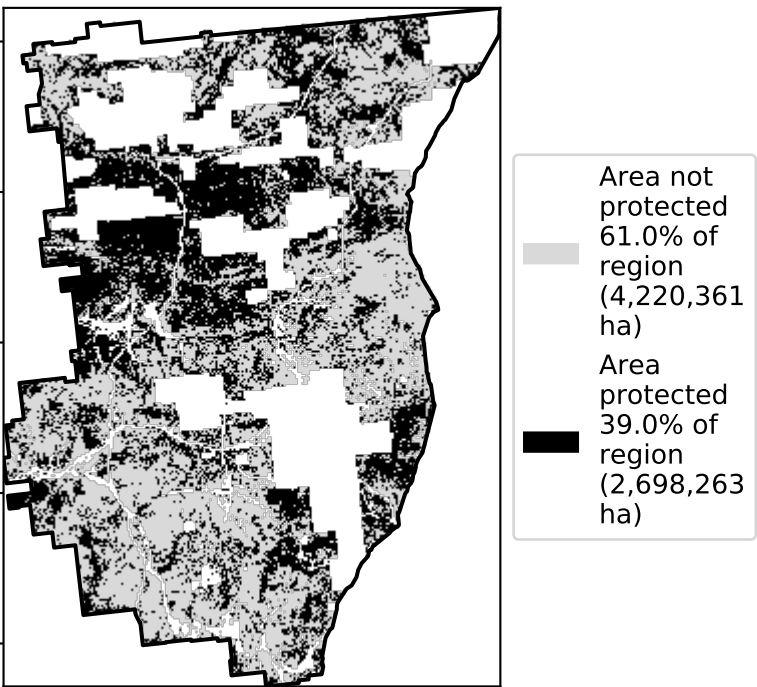 Area not
protected
61.0% of
region
(4,220,361
ha)
Area
protected
39.0% of
region
(2,698,263
ha)